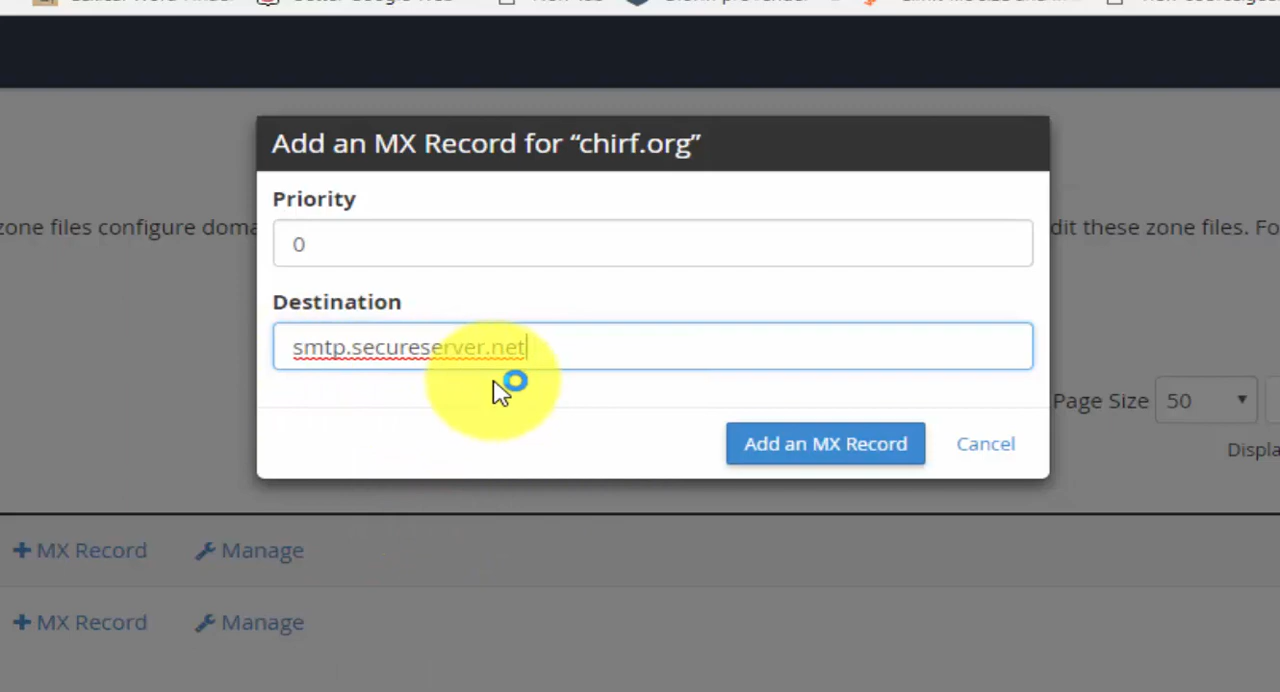 Add an MX Record for “chirf.org”
Priority
zone files configure doma
dit these zone files. Fo
0
Destination
smtp.secureserver.net
Page Size 50
Add an MX Record Cancel
Displa
MX Record Manage
MX Record Manage